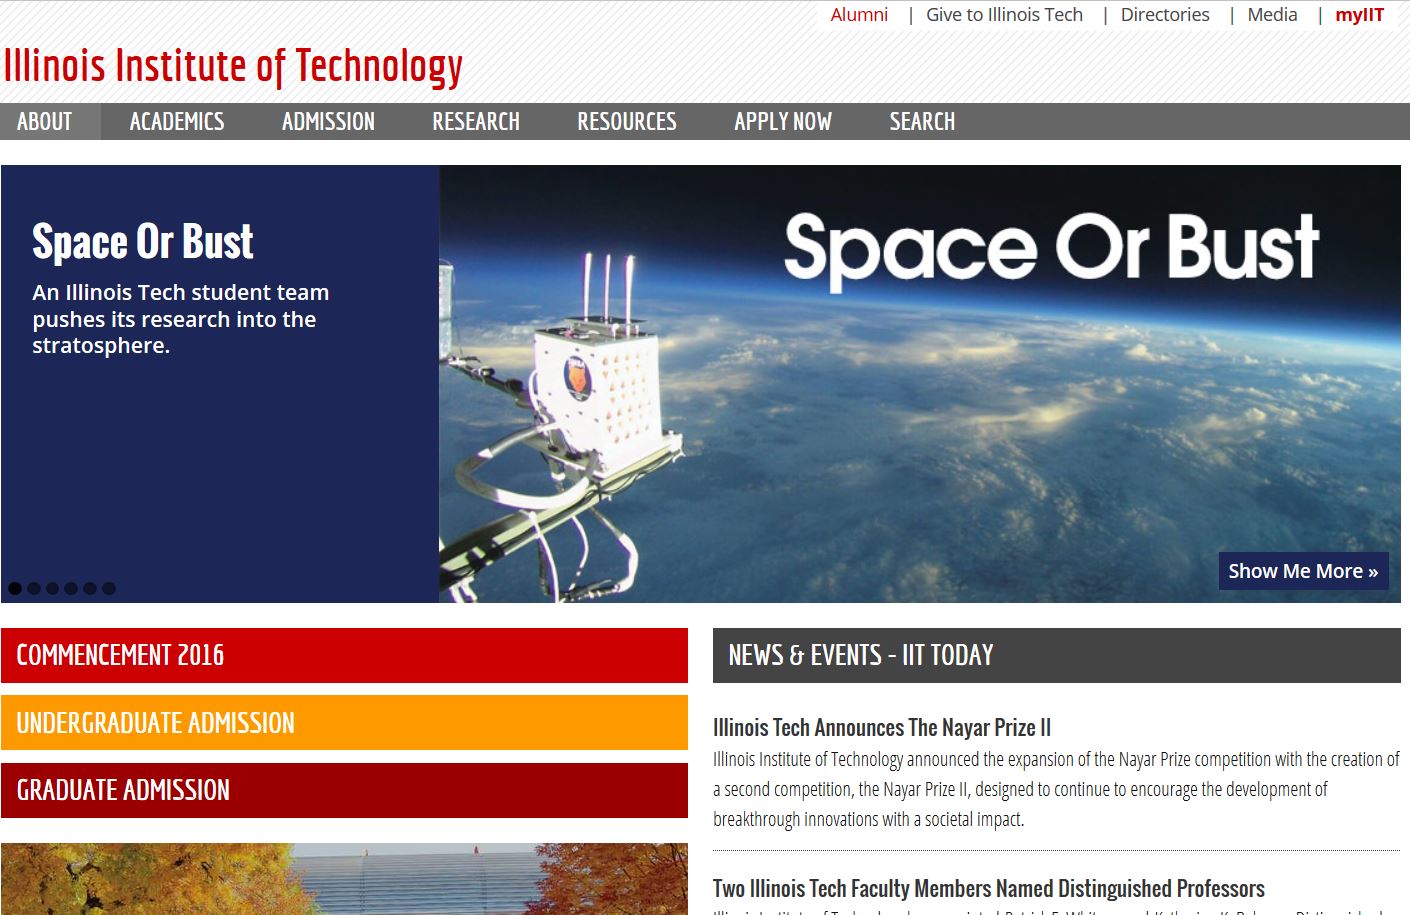 Alumni | Give to Illinois Tech | Directories | Media | myIIT
Illinois Institute of Technology
ABOUT ACADEMICS ADMISSION RESEARCH RESOURCES APPLY NOW SEARCH
Space Or Bust
An Illinois Tech student team
pushes its research into the
stratosphere.
Space Or Bust
Show Me More »
COMMENCEMENT 2016
UNDERGRADUATE ADMISSION
GRADUATE ADMISSION
NEWS & EVENTS - IIT TODAY
Illinois Tech Announces The Nayar Prize II
Illinois Institute of Technology announced the expansion of the Nayar Prize competition with the creation of
a second competition, the Nayar Prize II, designed to continue to encourage the development of
breakthrough innovations with a societal impact.
Two Illinois Tech Faculty Members Named Distinguished Professors